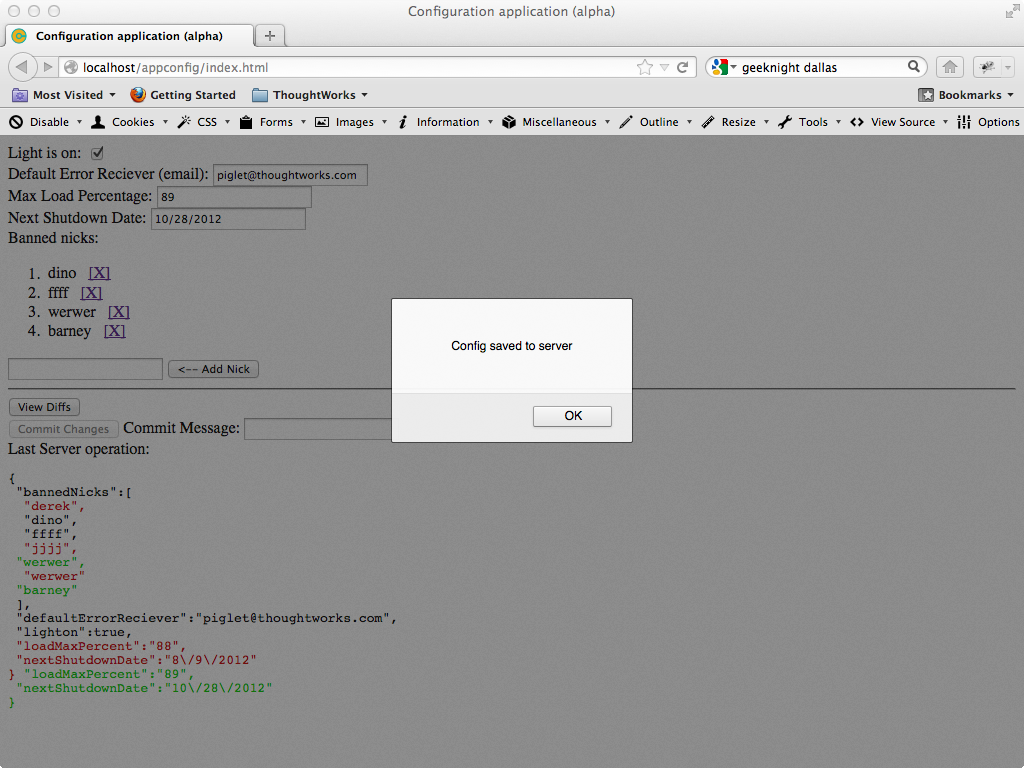 Configuration application (alpha)
Configuration application (alpha)
localhost/appconfig/index.html
geeknight dallas
Most Visited Getting Started ThoughtWorks Bookmarks
Disable Cookies CSS Forms Images Information Miscellaneous Outline Resize Tools View Source Options
Light is on:
Default Error Reciever (email): piglet@thoughtworks.com
Max Load Percentage: 89
Next Shutdown Date: 10/28/2012
Banned nicks:
1. dino [X]
2. ffff [X]
3. werwer [X]
4. barney [X]
<-- Add Nick
Config saved to server
OK
View Diffs
Commit Changes Commit Message:
Last Server operation:
{
"bannedNicks":[
"derek",
"dino",
"ffff",
"jjjj",
"werwer",
"werwer"
"barney"
],
"defaultErrorReciever":"piglet@thoughtworks.com",
"lighton":true,
"loadMaxPercent":"88",
"nextShutdownDate":"8\/9\/2012"
} "loadMaxPercent":"89",
"nextShutdownDate":"10\/28\/2012"
}